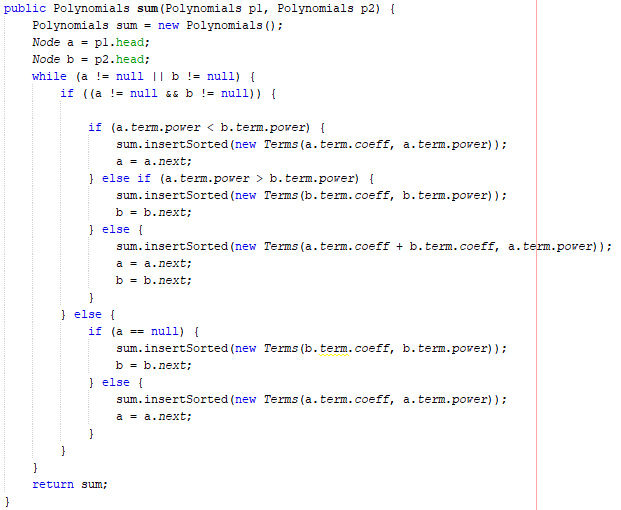 public Polynomials sum(Polynomials p1, Polynomials p2) {
    Polynomials sum = new Polynomials();
    Node a = p1.head;
    Node b = p2.head;
    while (a != null || b != null) {
        if ((a != null && b != null)) {

            if (a.term.power < b.term.power) {
                sum.insertSorted(new Terms(a.term.coeff, a.term.power));
                a = a.next;
            } else if (a.term.power > b.term.power) {
                sum.insertSorted(new Terms(b.term.coeff, b.term.power));
                b = b.next;
            } else {
                sum.insertSorted(new Terms(a.term.coeff + b.term.coeff, a.term.power));
                a = a.next;
                b = b.next;
            }
        } else {
            if (a == null) {
                sum.insertSorted(new Terms(b.term.coeff, b.term.power));
                b = b.next;
            } else {
                sum.insertSorted(new Terms(a.term.coeff, a.term.power));
                a = a.next;
            }
        }
    }
    return sum;
}